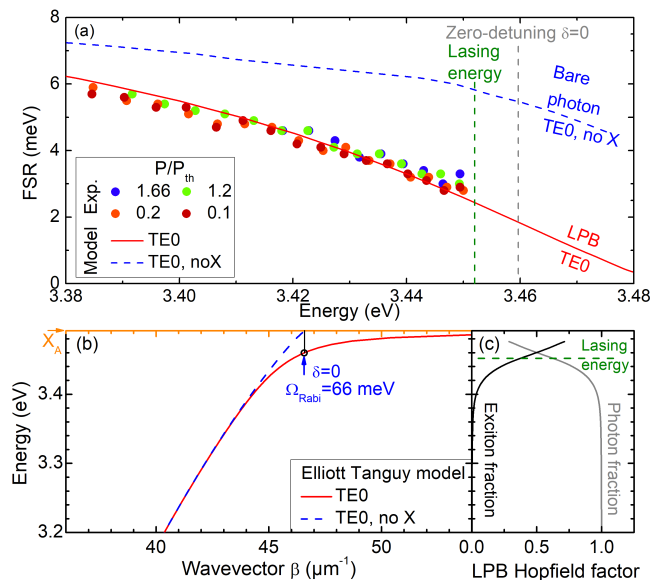 (a)
Zero-detuning δ=0
Lasing
energy
Bare
photon
TE0, no X
LPB
TE0
FSR (meV)
8
6
4
2
0
P/Pth
Exp.
1.66
1.2
0.2
0.1
Model
TE0
TE0, noX
3.38
3.40
3.42
3.44
3.46
3.48
Energy (eV)
XA
(b)
δ=0
ΩRabi=66 meV
Energy (eV)
3.4
3.3
3.2
Elliott Tanguy model
TE0
TE0, no X
40
45
50
Wavevector β (µm-1)
(c)
Lasing
energy
Exciton fraction
Photon fraction
0.0
0.5
1.0
LPB Hopfield factor